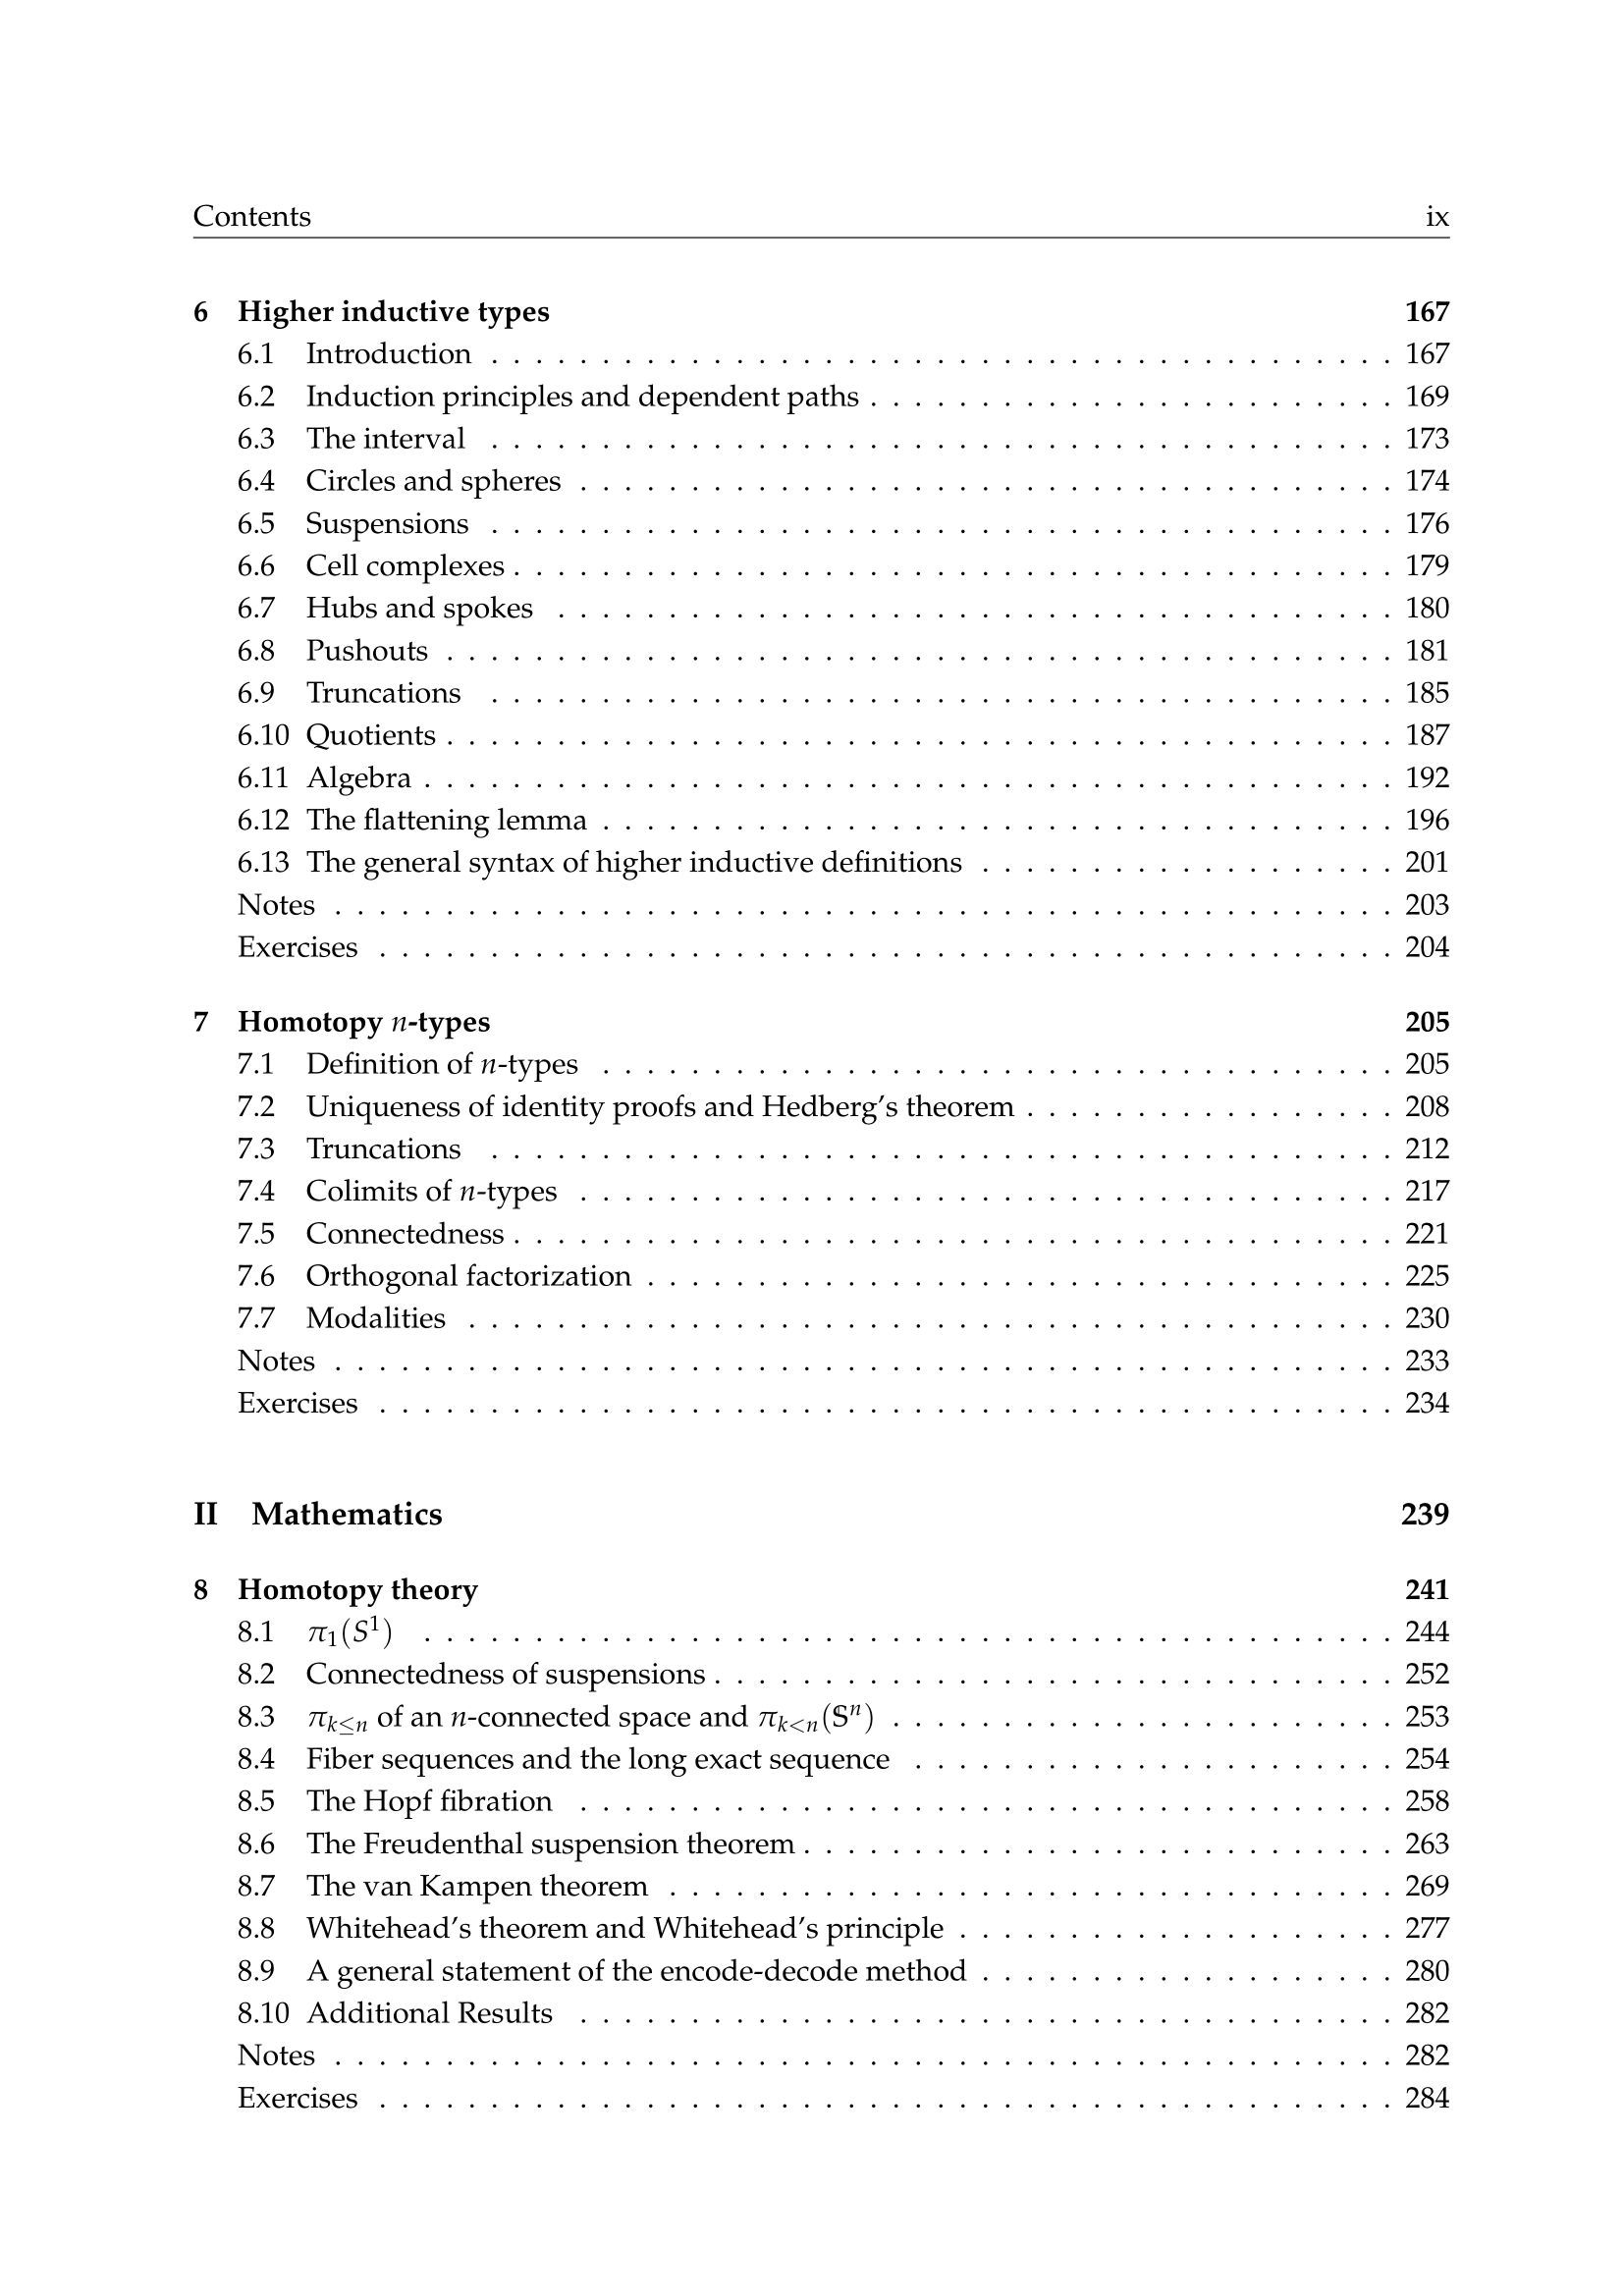 Contents ix
6 Higher inductive types 167
6.1 Introduction . . . . . . . . . . . . . . . . . . . . . . . . . . . . . . . . . . . . . . . . . 167
6.2 Induction principles and dependent paths . . . . . . . . . . . . . . . . . . . . . . . . 169
6.3 The interval . . . . . . . . . . . . . . . . . . . . . . . . . . . . . . . . . . . . . . . . . 173
6.4 Circles and spheres . . . . . . . . . . . . . . . . . . . . . . . . . . . . . . . . . . . . . 174
6.5 Suspensions . . . . . . . . . . . . . . . . . . . . . . . . . . . . . . . . . . . . . . . . . 176
6.6 Cell complexes . . . . . . . . . . . . . . . . . . . . . . . . . . . . . . . . . . . . . . . . 179
6.7 Hubs and spokes . . . . . . . . . . . . . . . . . . . . . . . . . . . . . . . . . . . . . . 180
6.8 Pushouts . . . . . . . . . . . . . . . . . . . . . . . . . . . . . . . . . . . . . . . . . . . 181
6.9 Truncations . . . . . . . . . . . . . . . . . . . . . . . . . . . . . . . . . . . . . . . . . 185
6.10 Quotients . . . . . . . . . . . . . . . . . . . . . . . . . . . . . . . . . . . . . . . . . . . 187
6.11 Algebra . . . . . . . . . . . . . . . . . . . . . . . . . . . . . . . . . . . . . . . . . . . . 192
6.12 The flattening lemma . . . . . . . . . . . . . . . . . . . . . . . . . . . . . . . . . . . . 196
6.13 The general syntax of higher inductive definitions . . . . . . . . . . . . . . . . . . . 201
Notes . . . . . . . . . . . . . . . . . . . . . . . . . . . . . . . . . . . . . . . . . . . . . . . . 203
Exercises . . . . . . . . . . . . . . . . . . . . . . . . . . . . . . . . . . . . . . . . . . . . . . 204
7 Homotopy n-types 205
7.1 Definition of n-types . . . . . . . . . . . . . . . . . . . . . . . . . . . . . . . . . . . . 205
7.2 Uniqueness of identity proofs and Hedberg’s theorem . . . . . . . . . . . . . . . . . 208
7.3 Truncations . . . . . . . . . . . . . . . . . . . . . . . . . . . . . . . . . . . . . . . . . 212
7.4 Colimits of n-types . . . . . . . . . . . . . . . . . . . . . . . . . . . . . . . . . . . . . 217
7.5 Connectedness . . . . . . . . . . . . . . . . . . . . . . . . . . . . . . . . . . . . . . . . 221
7.6 Orthogonal factorization . . . . . . . . . . . . . . . . . . . . . . . . . . . . . . . . . . 225
7.7 Modalities . . . . . . . . . . . . . . . . . . . . . . . . . . . . . . . . . . . . . . . . . . 230
Notes . . . . . . . . . . . . . . . . . . . . . . . . . . . . . . . . . . . . . . . . . . . . . . . . 233
Exercises . . . . . . . . . . . . . . . . . . . . . . . . . . . . . . . . . . . . . . . . . . . . . . 234
II Mathematics 239
8 Homotopy theory 241
8.1 π₁(S¹) . . . . . . . . . . . . . . . . . . . . . . . . . . . . . . . . . . . . . . . . . . . . 244
8.2 Connectedness of suspensions . . . . . . . . . . . . . . . . . . . . . . . . . . . . . . . 252
8.3 π_{k≤n} of an n-connected space and π_{k<n}(𝕊ⁿ) . . . . . . . . . . . . . . . . . . . . . . . 253
8.4 Fiber sequences and the long exact sequence . . . . . . . . . . . . . . . . . . . . . . 254
8.5 The Hopf fibration . . . . . . . . . . . . . . . . . . . . . . . . . . . . . . . . . . . . . 258
8.6 The Freudenthal suspension theorem . . . . . . . . . . . . . . . . . . . . . . . . . . . 263
8.7 The van Kampen theorem . . . . . . . . . . . . . . . . . . . . . . . . . . . . . . . . . 269
8.8 Whitehead’s theorem and Whitehead’s principle . . . . . . . . . . . . . . . . . . . . 277
8.9 A general statement of the encode-decode method . . . . . . . . . . . . . . . . . . . 280
8.10 Additional Results . . . . . . . . . . . . . . . . . . . . . . . . . . . . . . . . . . . . . 282
Notes . . . . . . . . . . . . . . . . . . . . . . . . . . . . . . . . . . . . . . . . . . . . . . . . 282
Exercises . . . . . . . . . . . . . . . . . . . . . . . . . . . . . . . . . . . . . . . . . . . . . . 284